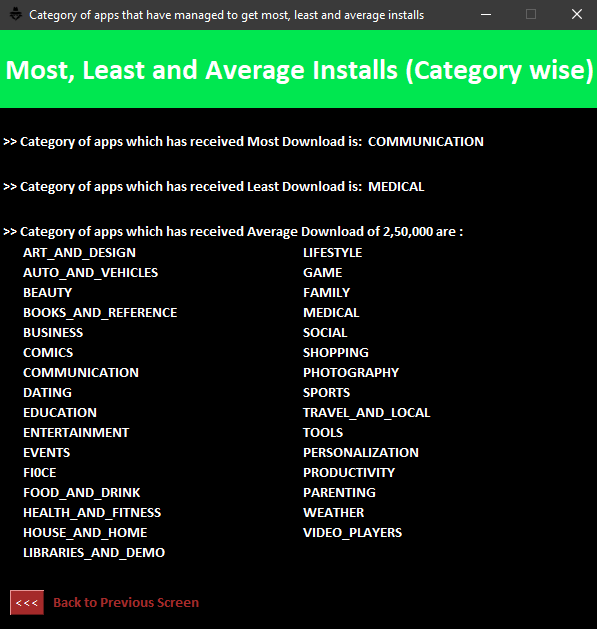 Category of apps that have managed to get most, least and average installs
Most, Least and Average Installs (Category wise)
>> Category of apps which has received Most Download is: COMMUNICATION
>> Category of apps which has received Least Download is: MEDICAL
>> Category of apps which has received Average Download of 2,50,000 are :
ART_AND_DESIGN
AUTO_AND_VEHICLES
BEAUTY
BOOKS_AND_REFERENCE
BUSINESS
COMICS
COMMUNICATION
DATING
EDUCATION
ENTERTAINMENT
EVENTS
FI0CE
FOOD_AND_DRINK
HEALTH_AND_FITNESS
HOUSE_AND_HOME
LIBRARIES_AND_DEMO
LIFESTYLE
GAME
FAMILY
MEDICAL
SOCIAL
SHOPPING
PHOTOGRAPHY
SPORTS
TRAVEL_AND_LOCAL
TOOLS
PERSONALIZATION
PRODUCTIVITY
PARENTING
WEATHER
VIDEO_PLAYERS
<<< Back to Previous Screen